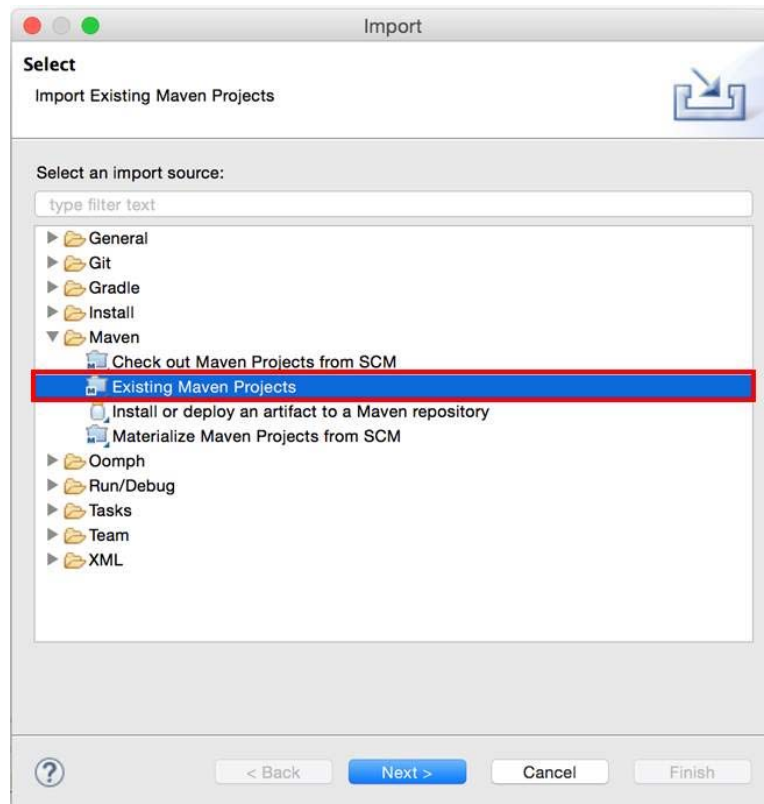 Import
Select
Import Existing Maven Projects
Select an import source:
type filter text
General
Git
Gradle
Install
Maven
Check out Maven Projects from SCM
Existing Maven Projects
Install or deploy an artifact to a Maven repository
Materialize Maven Projects from SCM
Oomph
Run/Debug
Tasks
Team
XML
? < Back Next > Cancel Finish